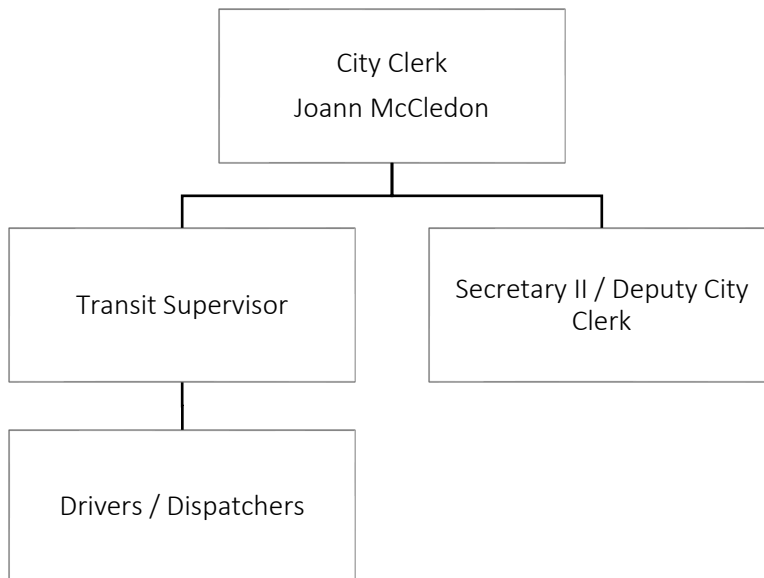 City Clerk
Joann McCledon
Transit Supervisor
Secretary II / Deputy City
Clerk
Drivers / Dispatchers